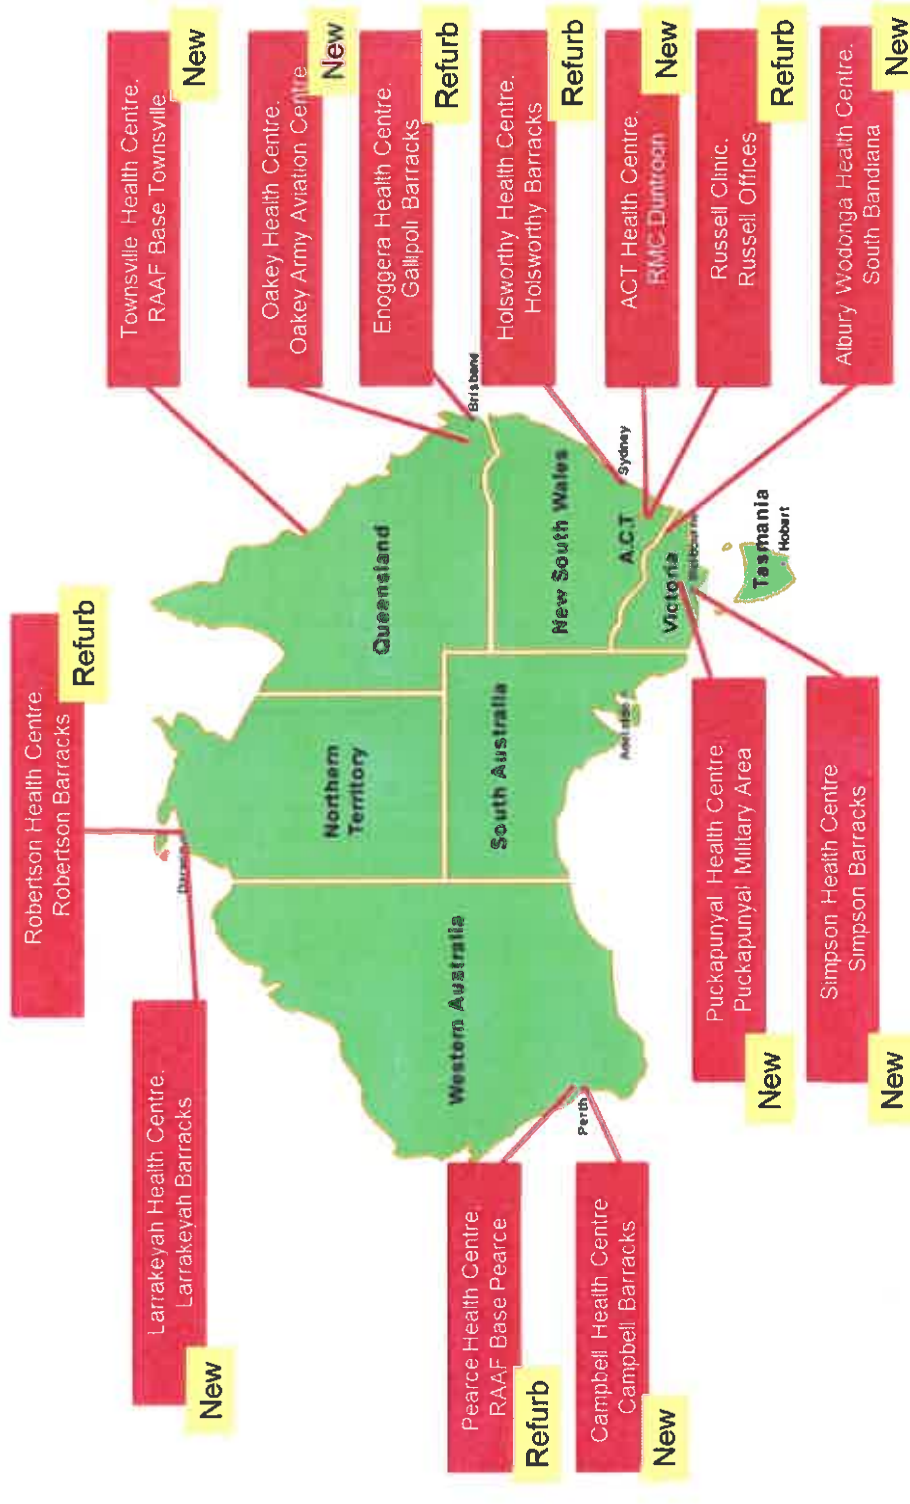 Robertson Health Centre.
Robertson Barracks
Refurb
Larrakeyah Health Centre.
Larrakeyah Barracks
New
Townsville Health Centre.
RAAF Base Townsville
New
Oakey Health Centre.
Oakey Army Aviation Centre
New
Enoggera Health Centre.
Gallipoli Barracks
Refurb
Holsworthy Health Centre.
Holsworthy Barracks
Refurb
ACT Health Centre.
RMC Duntroon
New
Russell Clinic.
Russell Offices
Refurb
Albury Wodonga Health Centre.
South Bandiana
New
Pearce Health Centre.
RAAF Base Pearce
Refurb
Campbell Health Centre
Campbell Barracks
New
Puckapunyal Health Centre.
Puckapunyal Military Area
New
Simpson Health Centre
Simpson Barracks
New
Darwin
Northern
Territory
Queensland
Western Australia
South Australia
New South Wales
A.C.T
Victoria
Tasmania
Hobart
Brisbane
Sydney
Perth
Adelaide